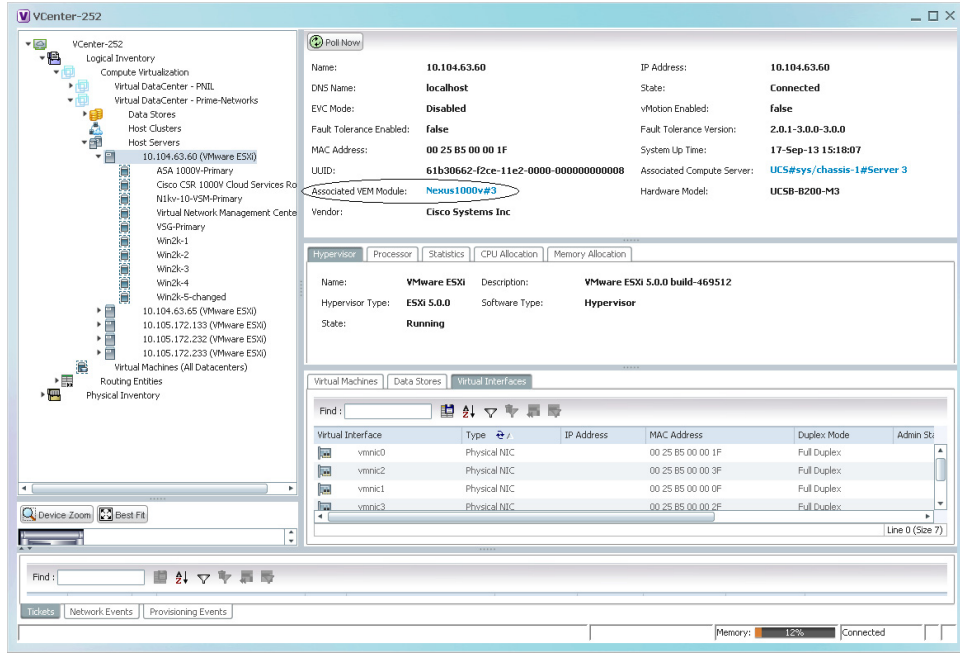 VCenter-252
VCenter-252
Logical Inventory
Compute Virtualization
Virtual DataCenter - PNIL
Virtual DataCenter - Prime-Networks
Data Stores
Host Clusters
Host Servers
10.104.63.60 (VMware ESXi)
ASA 1000V-Primary
Cisco CSR 1000V Cloud Services Ro
N1kv-10-VSM-Primary
Virtual Network Management Cente
VSG-Primary
Win2k-1
Win2k-2
Win2k-3
Win2k-4
Win2k-5-changed
10.104.63.65 (VMware ESXi)
10.105.172.133 (VMware ESXi)
10.105.172.232 (VMware ESXi)
10.105.172.233 (VMware ESXi)
Virtual Machines (All Datacenters)
Routing Entities
Physical Inventory
Device Zoom Best Fit
Poll Now
Name: 10.104.63.60 IP Address: 10.104.63.60
DNS Name: localhost State: Connected
EVC Mode: Disabled vMotion Enabled: false
Fault Tolerance Enabled: false Fault Tolerance Version: 2.0.1-3.0.0-3.0.0
MAC Address: 00 25 B5 00 00 1F System Up Time: 17-Sep-13 15:18:07
UUID: 61b30662-f2ce-11e2-0000-000000000008 Associated Compute Server: UCS#sys/chassis-1#Server 3
Associated VEM Module: Nexus1000v#3 Hardware Model: UCSB-B200-M3
Vendor: Cisco Systems Inc
Hypervisor Processor Statistics CPU Allocation Memory Allocation
Name: VMware ESXi Description: VMware ESXi 5.0.0 build-469512
Hypervisor Type: ESXi 5.0.0 Software Type: Hypervisor
State: Running
Virtual Machines Data Stores Virtual Interfaces
Find :
Virtual Interface Type IP Address MAC Address Duplex Mode Admin Sta
vmnic0 Physical NIC 00 25 B5 00 00 1F Full Duplex
vmnic2 Physical NIC 00 25 B5 00 00 3F Full Duplex
vmnic1 Physical NIC 00 25 B5 00 00 0F Full Duplex
vmnic3 Physical NIC 00 25 B5 00 00 2F Full Duplex
Line 0 (Size 7)
Find :
Tickets Network Events Provisioning Events
Memory: 12% Connected